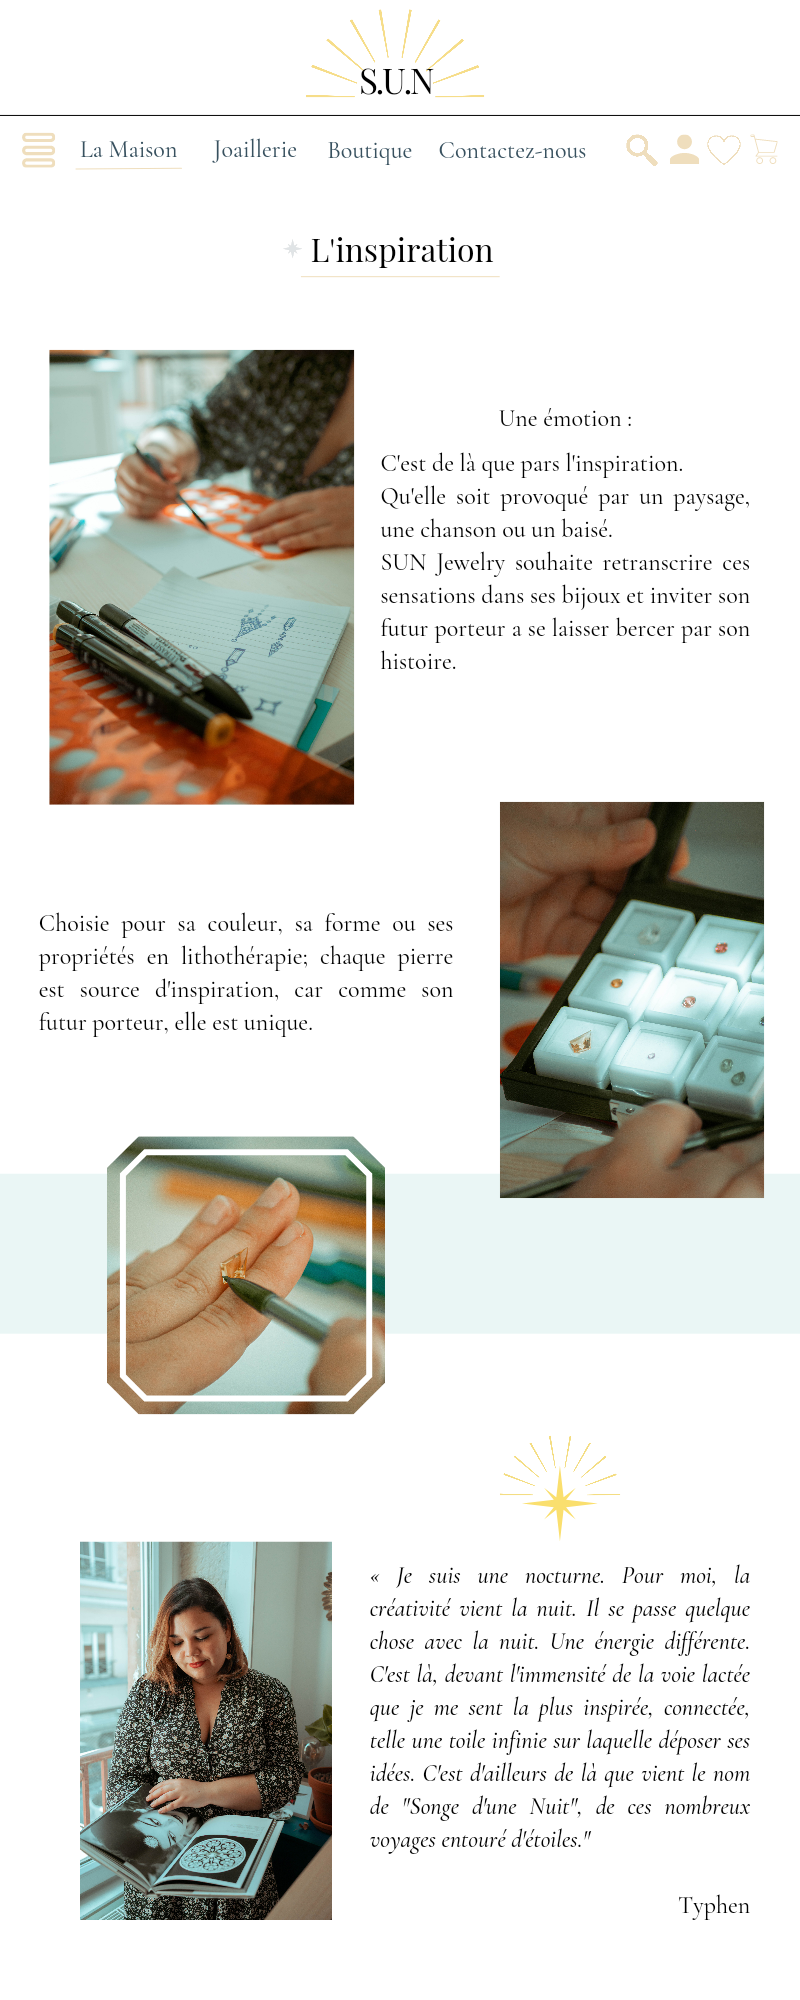 S.U.N
La Maison
Joaillerie
Boutique
Contactez-nous
L'inspiration
Une émotion :
C'est de là que pars l'inspiration.
Qu'elle soit provoqué par un paysage,
une chanson ou un baisé.
SUN Jewelry souhaite retranscrire ces
sensations dans ses bijoux et inviter son
futur porteur a se laisser bercer par son
histoire.
Choisie pour sa couleur, sa forme ou ses
propriétés en lithothérapie; chaque pierre
est source d'inspiration, car comme son
futur porteur, elle est unique.
« Je suis une nocturne. Pour moi, la
créativité vient la nuit. Il se passe quelque
chose avec la nuit. Une énergie différente.
C'est là, devant l'immensité de la voie lactée
que je me sent la plus inspirée, connectée,
telle une toile infinie sur laquelle déposer ses
idées. C'est d'ailleurs de là que vient le nom
de "Songe d'une Nuit", de ces nombreux
voyages entouré d'étoiles."
Typhen